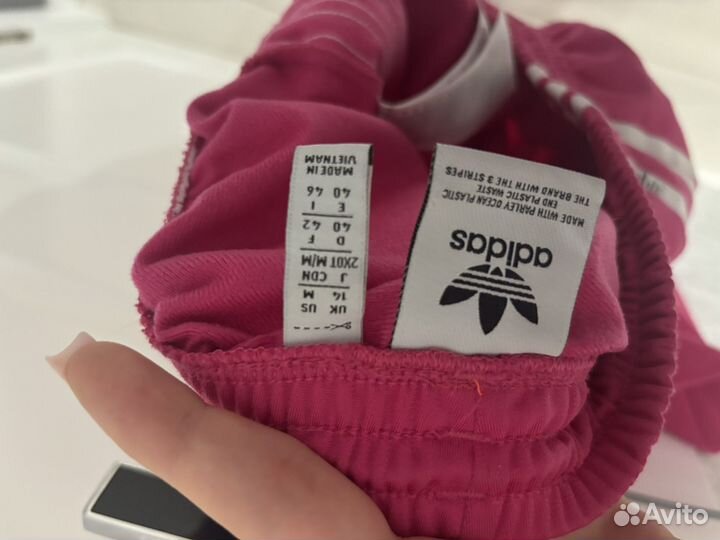 UK US
14 M
J CDN
2XOT M/M
D F
40 42
E I
40 46
MADE IN
VIETNAM
adidas
MADE WITH PARLEY OCEAN PLASTIC
END PLASTIC WASTE
THE BRAND WITH THE 3 STRIPES
Avito